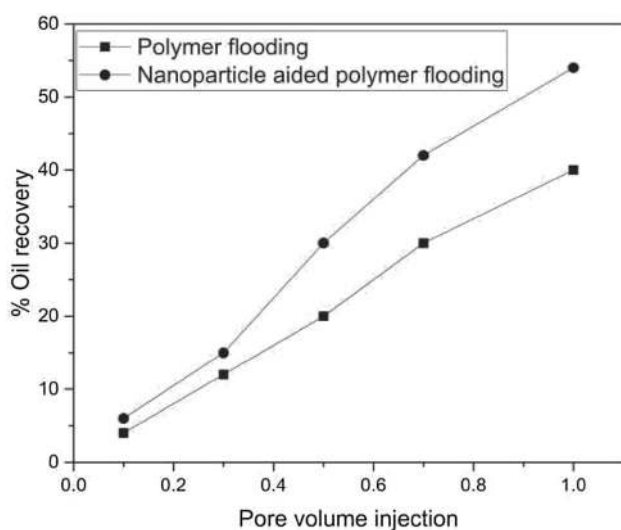 60
50
40
30
20
10
0
% Oil recovery
Polymer flooding
Nanoparticle aided polymer flooding
0.0 0.2 0.4 0.6 0.8 1.0
Pore volume injection